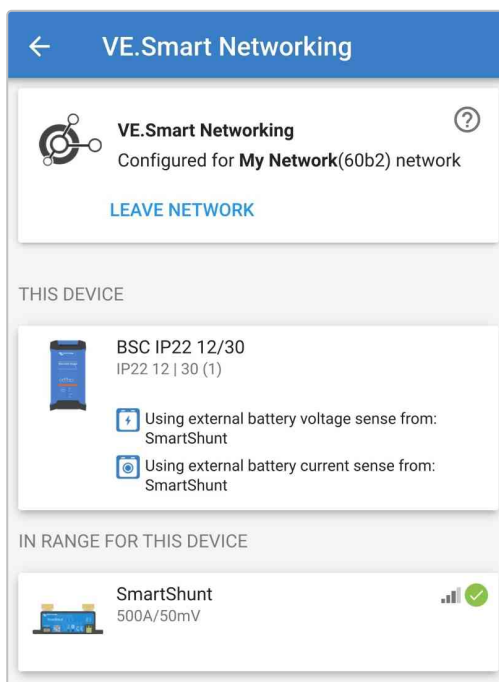 VE.Smart Networking
VE.Smart Networking
Configured for My Network(60b2) network
LEAVE NETWORK
THIS DEVICE
BSC IP22 12/30
IP22 12 | 30 (1)
Using external battery voltage sense from:
SmartShunt
Using external battery current sense from:
SmartShunt
IN RANGE FOR THIS DEVICE
SmartShunt
500A/50mV